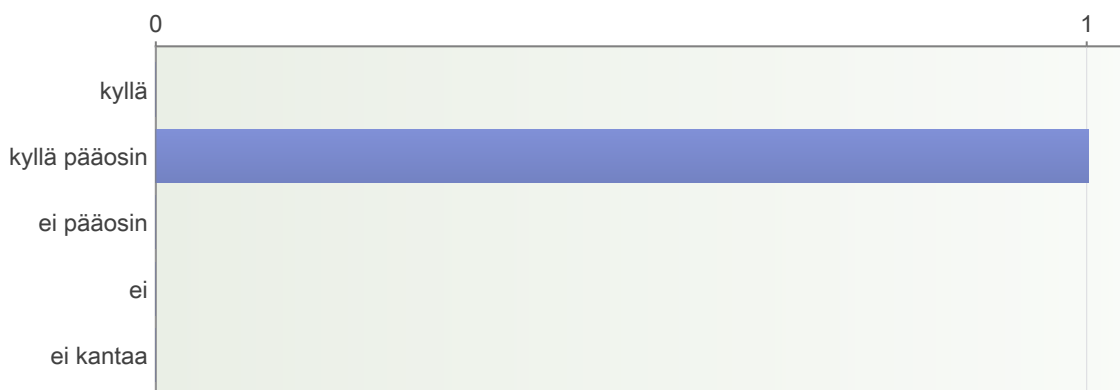 0 1
kyllä
kyllä pääosin
ei pääosin
ei
ei kantaa